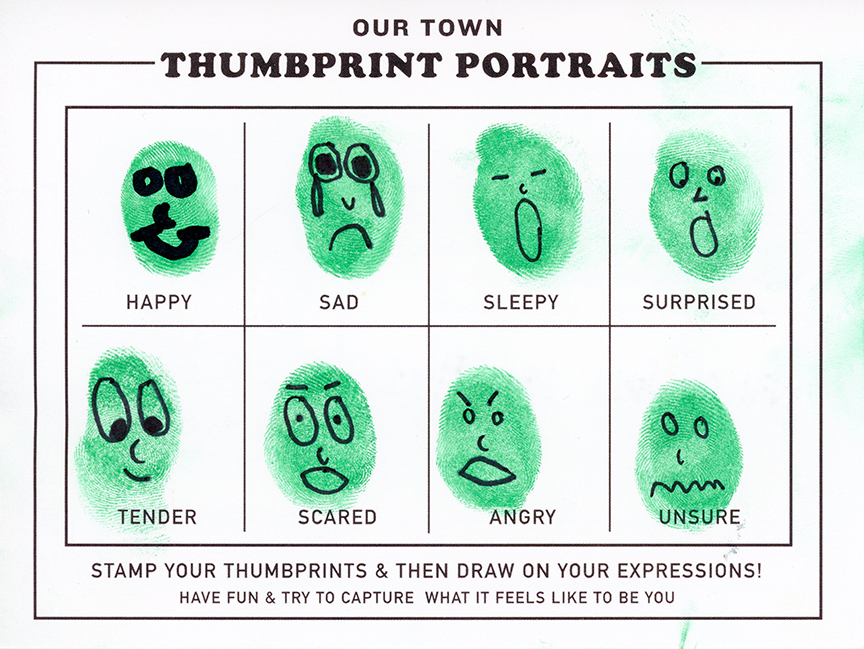 OUR TOWN
THUMBPRINT PORTRAITS
HAPPY
SAD
SLEEPY
SURPRISED
TENDER
SCARED
ANGRY
UNSURE
STAMP YOUR THUMBPRINTS & THEN DRAW ON YOUR EXPRESSIONS!
HAVE FUN & TRY TO CAPTURE WHAT IT FEELS LIKE TO BE YOU